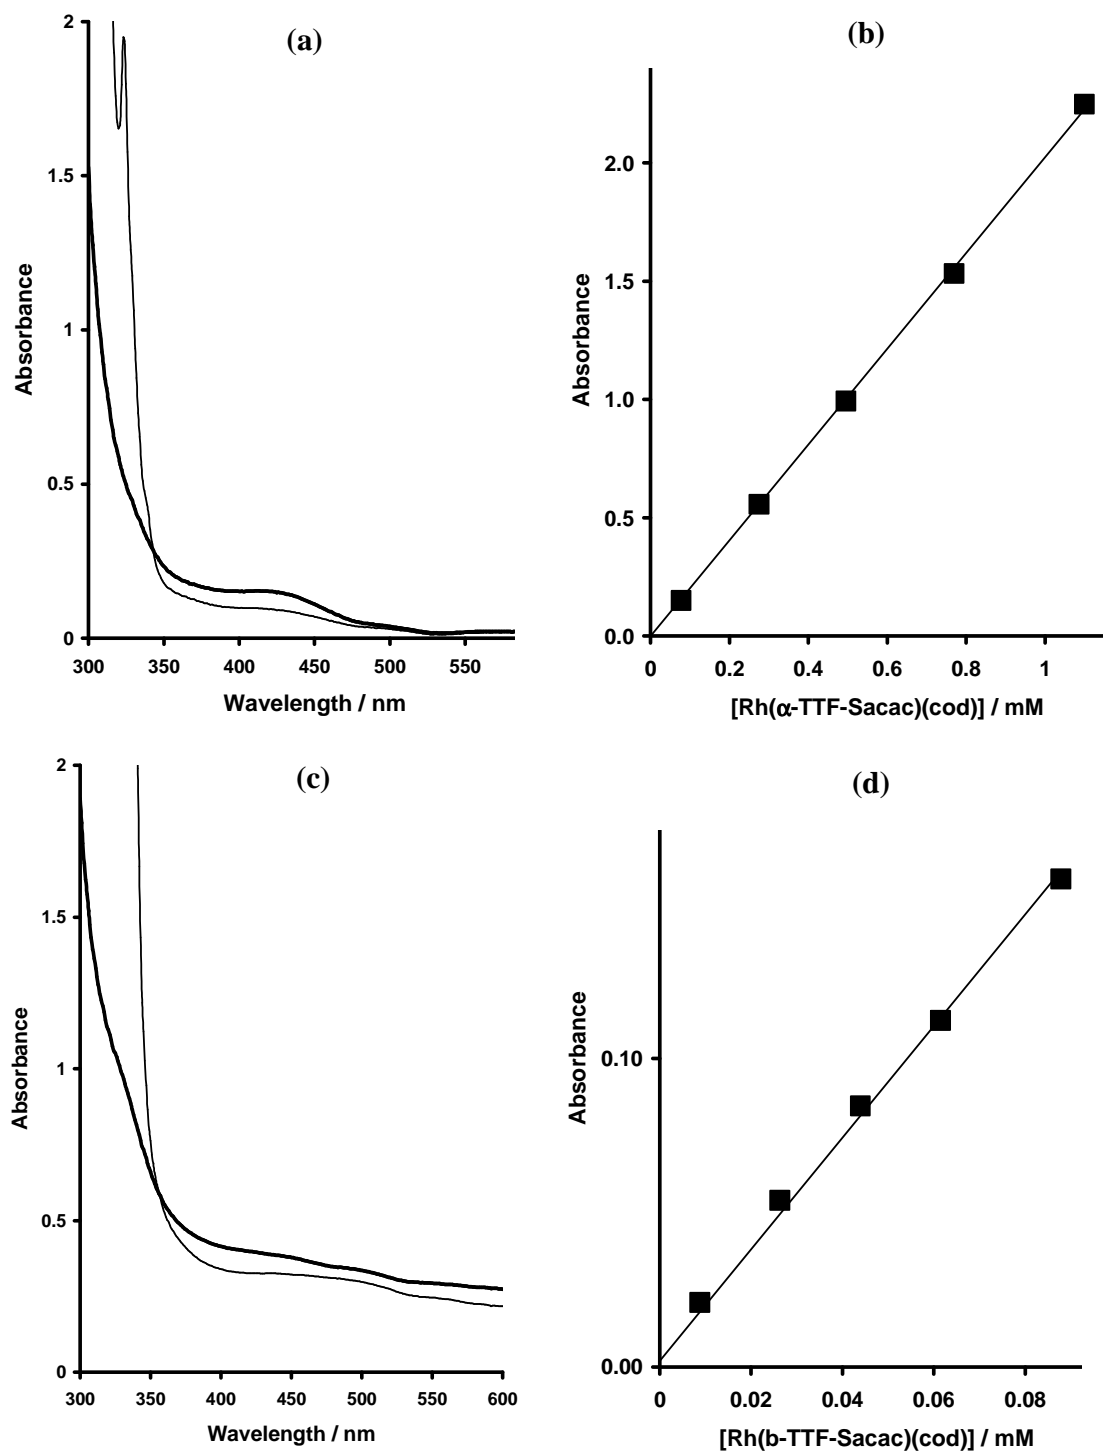 (a)
2
1.5
1
0.5
0
300 350 400 450 500 550
Absorbance
Wavelength / nm
(b)
2.0
1.5
1.0
0.5
0.0
0 0.2 0.4 0.6 0.8 1
Absorbance
[Rh(α-TTF-Sacac)(cod)] / mM
(c)
2
1.5
1
0.5
0
300 350 400 450 500 550 600
Absorbance
Wavelength / nm
(d)
0.10
0.00
0 0.02 0.04 0.06 0.08
Absorbance
[Rh(b-TTF-Sacac)(cod)] / mM